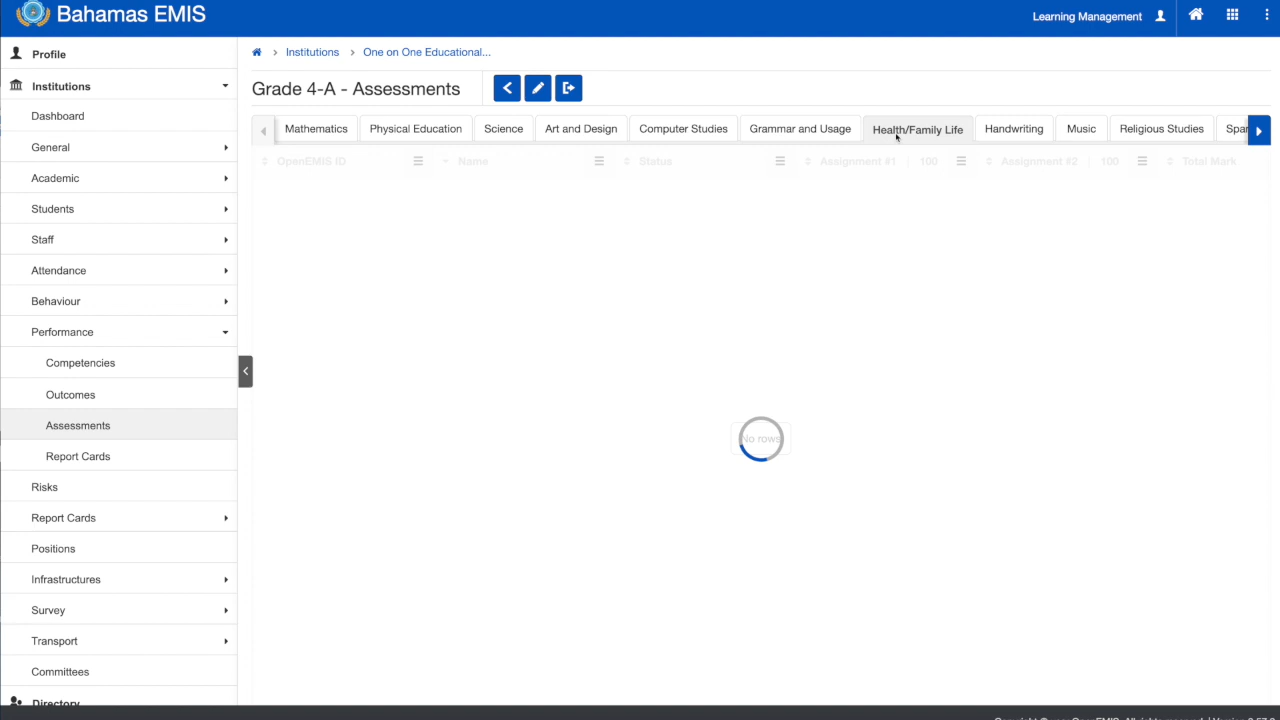 Bahamas EMIS
Learning Management
Profile
Institutions
Dashboard
General
Academic
Students
Staff
Attendance
Behaviour
Performance
Competencies
Outcomes
Assessments
Report Cards
Risks
Report Cards
Positions
Infrastructures
Survey
Transport
Committees
Directory
Institutions > One on One Educational...
Grade 4-A - Assessments
Mathematics Physical Education Science Art and Design Computer Studies Grammar and Usage Health/Family Life Handwriting Music Religious Studies Spa
OpenEMIS ID Name Status Assignment #1 | 100 Assignment #2 | 100 Total Mark
No rows